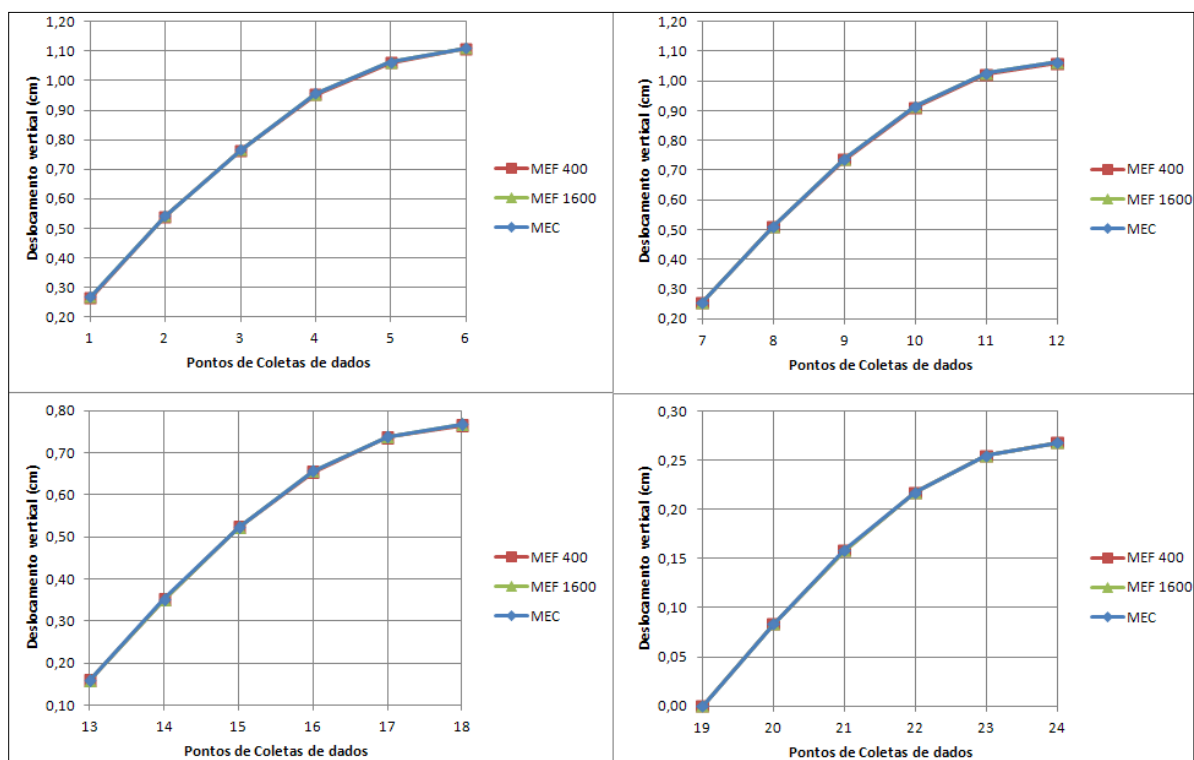 1,20
1,10
1,00
0,90
0,80
0,70
0,60
0,50
0,40
0,30
0,20
Deslocamento vertical (cm)
1 2 3 4 5 6
Pontos de Coletas de dados
MEF 400
MEF 1600
MEC
1,20
1,10
1,00
0,90
0,80
0,70
0,60
0,50
0,40
0,30
0,20
Deslocamento vertical (cm)
7 8 9 10 11 12
Pontos de Coletas de dados
MEF 400
MEF 1600
MEC
0,80
0,70
0,60
0,50
0,40
0,30
0,20
0,10
Deslocamento vertical (cm)
13 14 15 16 17 18
Pontos de Coletas de dados
MEF 400
MEF 1600
MEC
0,30
0,25
0,20
0,15
0,10
0,05
0,00
Deslocamento vertical (cm)
19 20 21 22 23 24
Pontos de Coletas de dados
MEF 400
MEF 1600
MEC